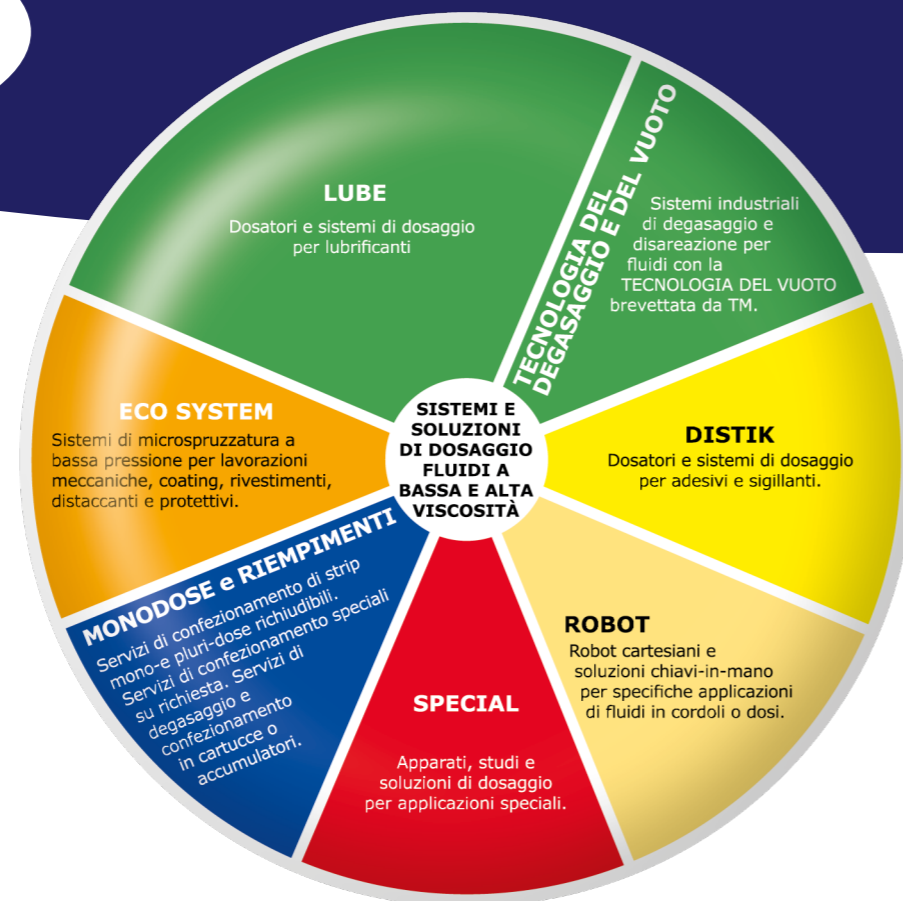 LUBE
Dosatori e sistemi di dosaggio
per lubrificanti
TECNOLOGIA DEL
DEGASAGGIO E DEL VUOTO
Sistemi industriali
di degasaggio e
disareazione per
fluidi con la
TECNOLOGIA DEL VUOTO
brevettata da TM.
DISTIK
Dosatori e sistemi di dosaggio
per adesivi e sigillanti.
ROBOT
Robot cartesiani e
soluzioni chiavi-in-mano
per specifiche applicazioni
di fluidi in cordoli o dosi.
SPECIAL
Apparati, studi e
soluzioni di dosaggio
per applicazioni speciali.
MONODOSE e RIEMPIMENTI
Servizi di confezionamento di strip
mono-e pluri-dose richiudibili.
Servizi di confezionamento speciali
su richiesta. Servizi di
degasaggio e
confezionamento
in cartucce o
accumulatori.
ECO SYSTEM
Sistemi di microspruzzatura a
bassa pressione per lavorazioni
meccaniche, coating, rivestimenti,
distaccanti e protettivi.
SISTEMI E
SOLUZIONI
DI DOSAGGIO
FLUIDI A
BASSA E ALTA
VISCOSITÀ